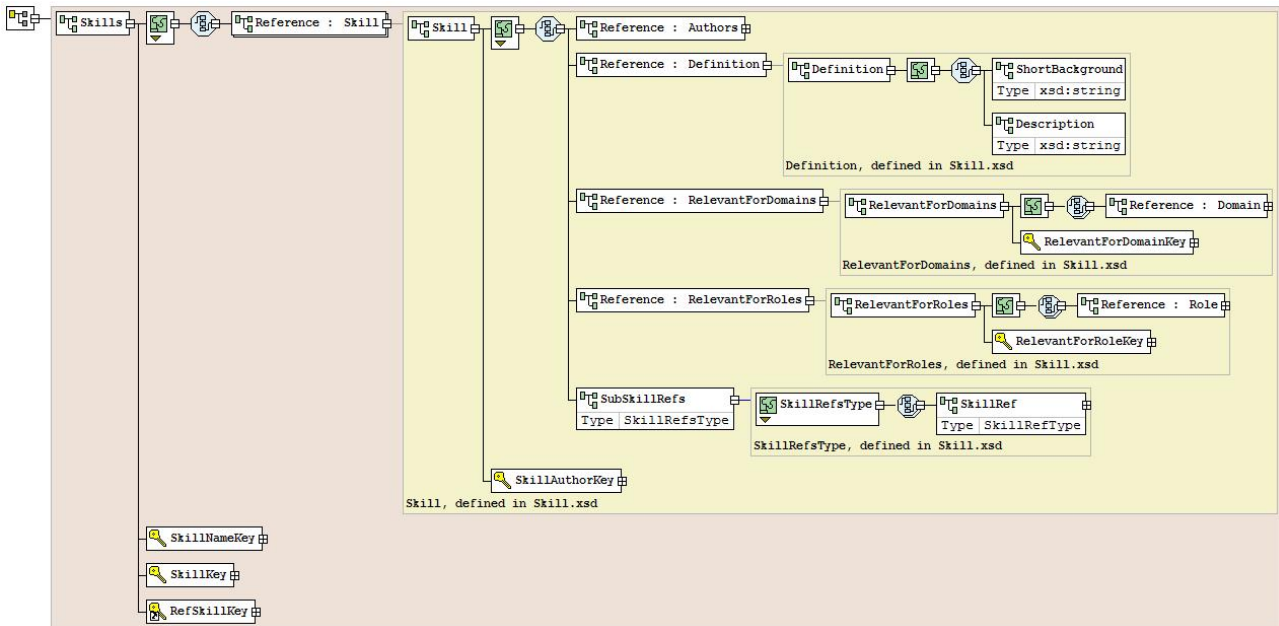 Skills
Reference : Skill
Skill
Reference : Authors
Reference : Definition
Definition
ShortBackground
Type xsd:string
Description
Type xsd:string
Definition, defined in Skill.xsd
Reference : RelevantForDomains
RelevantForDomains
Reference : Domain
RelevantForDomainKey
RelevantForDomains, defined in Skill.xsd
Reference : RelevantForRoles
RelevantForRoles
Reference : Role
RelevantForRoleKey
RelevantForRoles, defined in Skill.xsd
SubSkillRefs
Type SkillRefsType
SkillRefsType
SkillRef
Type SkillRefType
SkillRefsType, defined in Skill.xsd
SkillAuthorKey
Skill, defined in Skill.xsd
SkillNameKey
SkillKey
RefSkillKey